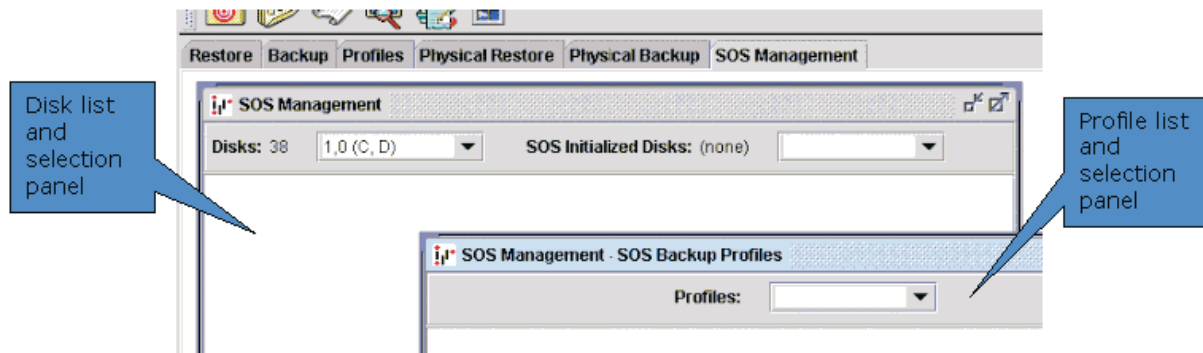 Restore Backup Profiles Physical Restore Physical Backup SOS Management
Disk list
and
selection
panel
SOS Management
Disks: 38 1,0 (C, D) SOS Initialized Disks: (none)
Profile list
and
selection
panel
SOS Management - SOS Backup Profiles
Profiles: